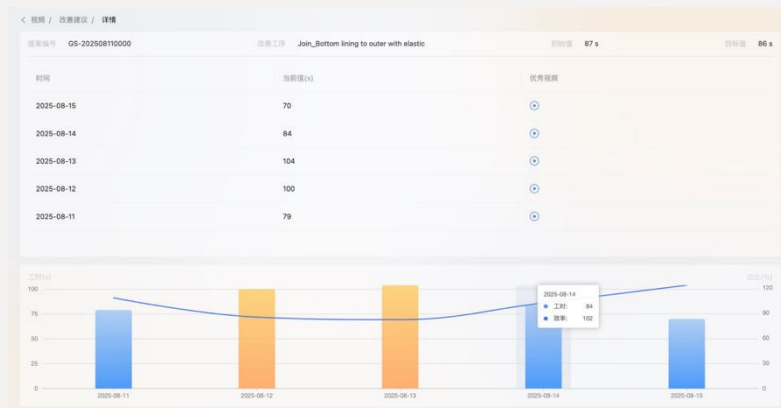 < 视频 / 改善建议 / 详情
提案编号 GS-202508110000 改善工序 Join_Bottom lining to outer with elastic 初始值 87 s 目标值 86 s
时间 当前值(s) 优秀视频
2025-08-15 70
2025-08-14 84
2025-08-13 104
2025-08-12 100
2025-08-11 79
工时(s) 占比(%)
100 120
75 90
50 60
25 30
0 0
2025-08-14
工时: 84
效率: 102
2025-08-11 2025-08-12 2025-08-13 2025-08-14 2025-08-15